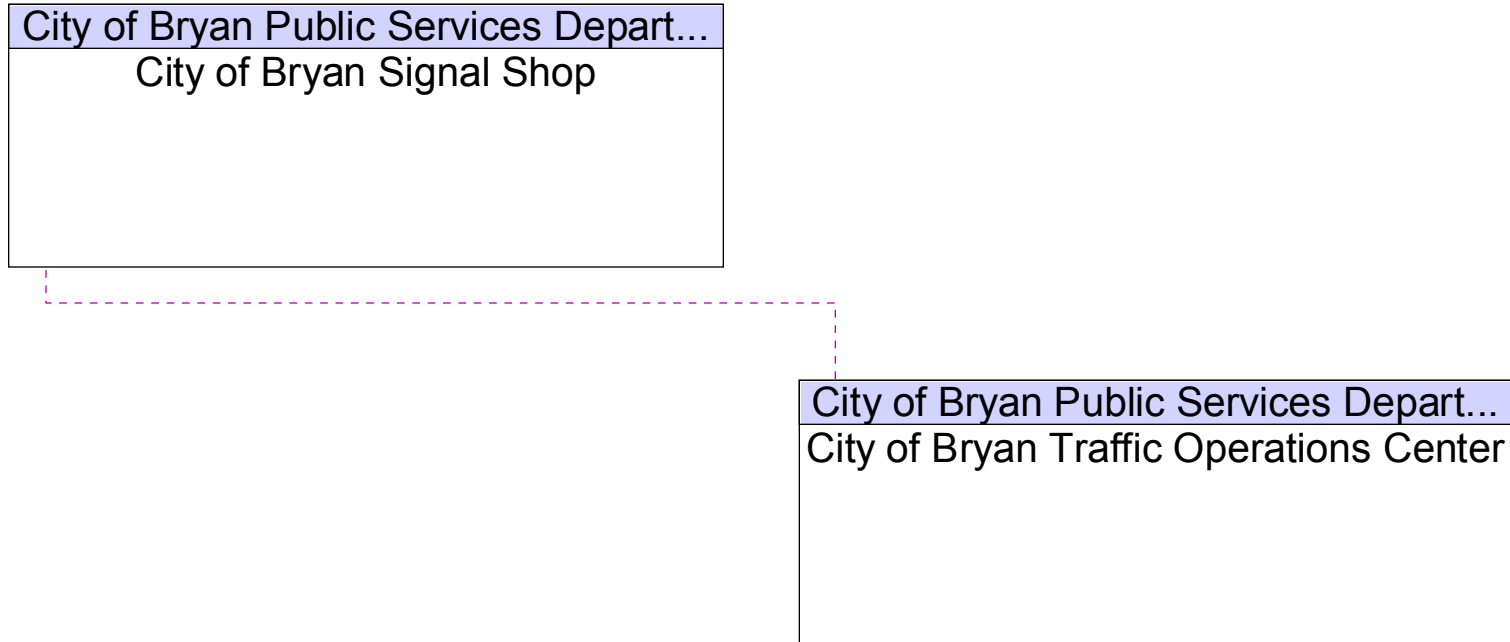 City of Bryan Public Services Depart...
City of Bryan Signal Shop
City of Bryan Public Services Depart...
City of Bryan Traffic Operations Center